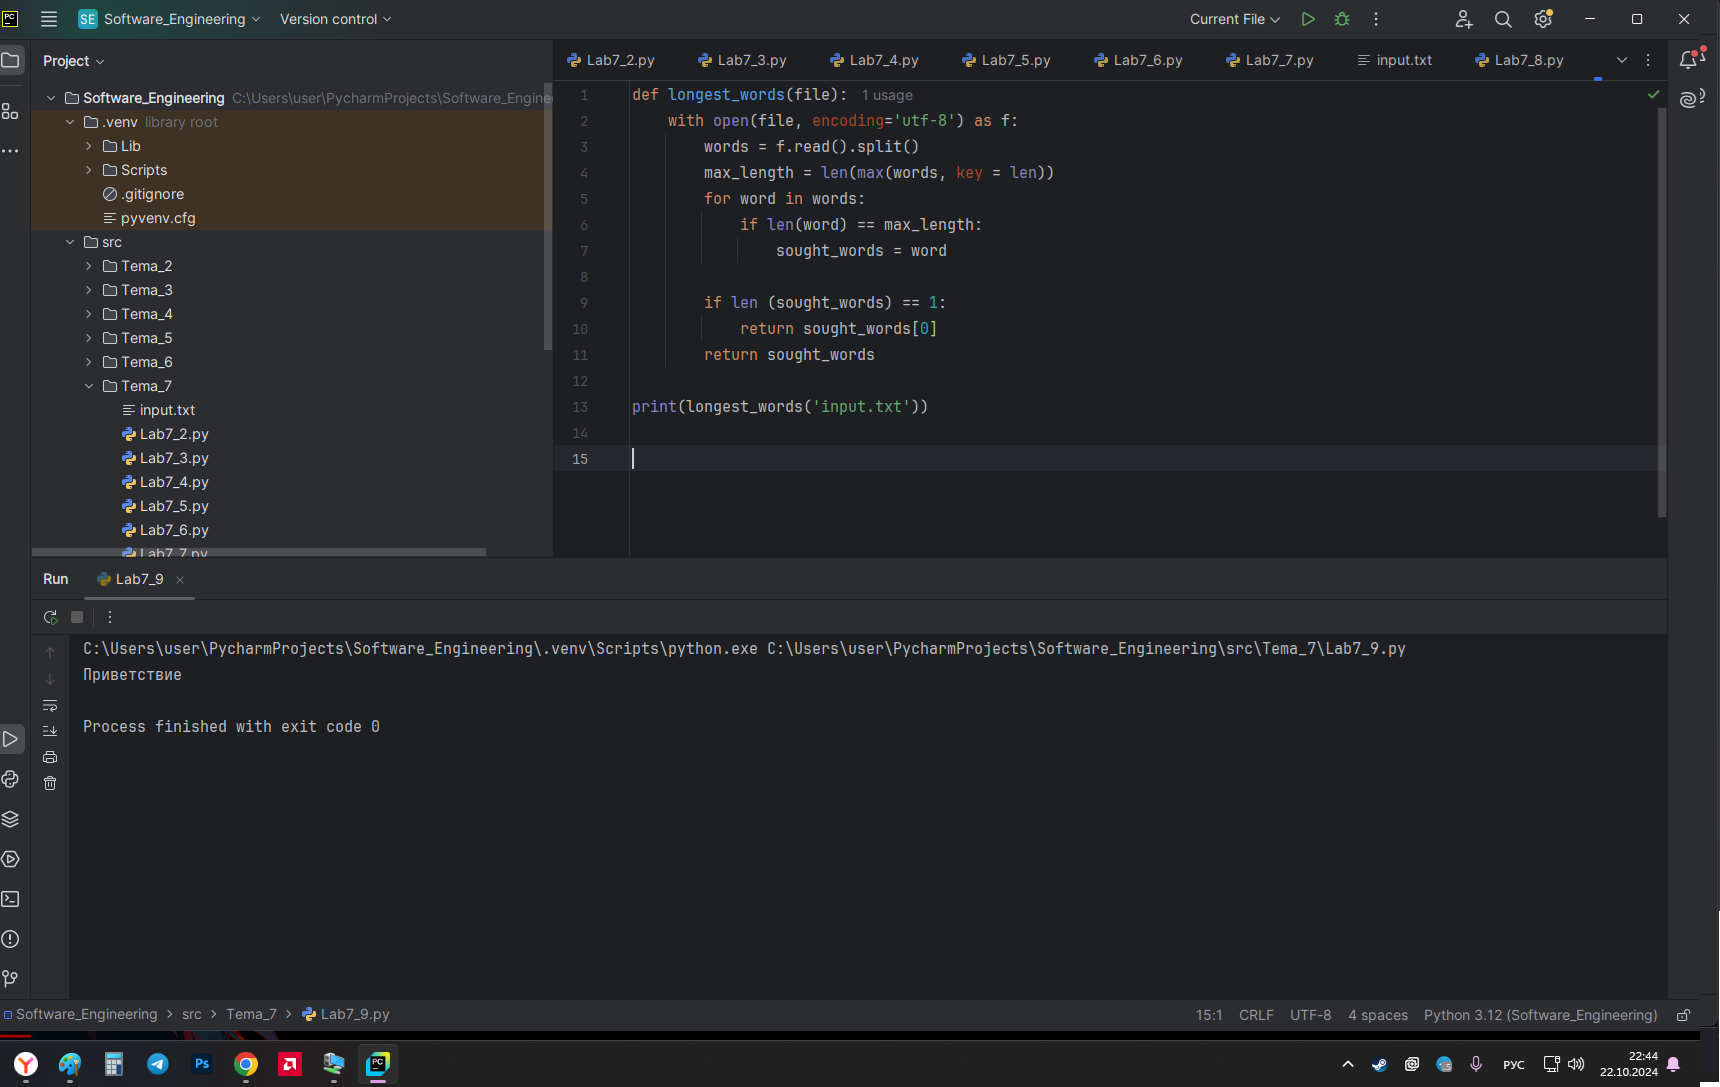 PC SE Software_Engineering Version control Current File
Project
Software_Engineering C:\Users\user\PycharmProjects\Software_Engine
.venv library root
Lib
Scripts
.gitignore
pyvenv.cfg
src
Tema_2
Tema_3
Tema_4
Tema_5
Tema_6
Tema_7
input.txt
Lab7_2.py
Lab7_3.py
Lab7_4.py
Lab7_5.py
Lab7_6.py
Lab7_7.py
Lab7_2.py Lab7_3.py Lab7_4.py Lab7_5.py Lab7_6.py Lab7_7.py input.txt Lab7_8.py
1 def longest_words(file): 1 usage
2 with open(file, encoding='utf-8') as f:
3 words = f.read().split()
4 max_length = len(max(words, key = len))
5 for word in words:
6 if len(word) == max_length:
7 sought_words = word
8
9 if len (sought_words) == 1:
10 return sought_words[0]
11 return sought_words
12
13 print(longest_words('input.txt'))
14
15
Run Lab7_9
C:\Users\user\PycharmProjects\Software_Engineering\.venv\Scripts\python.exe C:\Users\user\PycharmProjects\Software_Engineering\src\Tema_7\Lab7_9.py
Приветствие
Process finished with exit code 0
Software_Engineering src Tema_7 Lab7_9.py 15:1 CRLF UTF-8 4 spaces Python 3.12 (Software_Engineering)
Ps PC РУС 22:44
22.10.2024